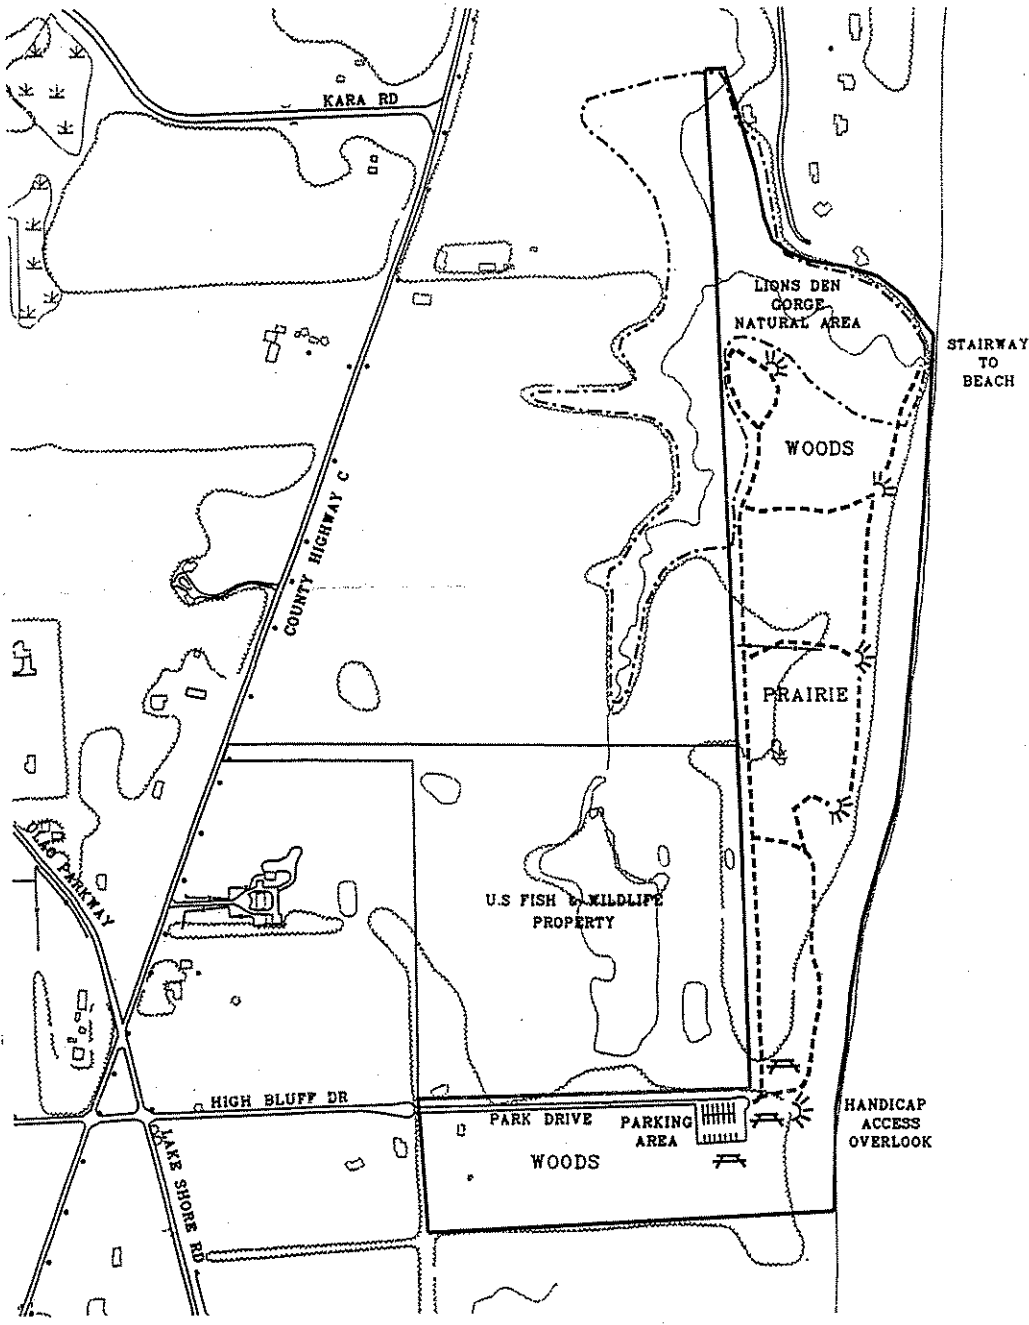 KARA RD
LIONS DEN
GORGE
NATURAL AREA
STAIRWAY
TO
BEACH
WOODS
COUNTY HIGHWAY C
PRAIRIE
PARKWAY
U.S FISH & WILDLIFE
PROPERTY
HIGH BLUFF DR
PARK DRIVE
PARKING
AREA
HANDICAP
ACCESS
OVERLOOK
WOODS
LAKE SHORE RD